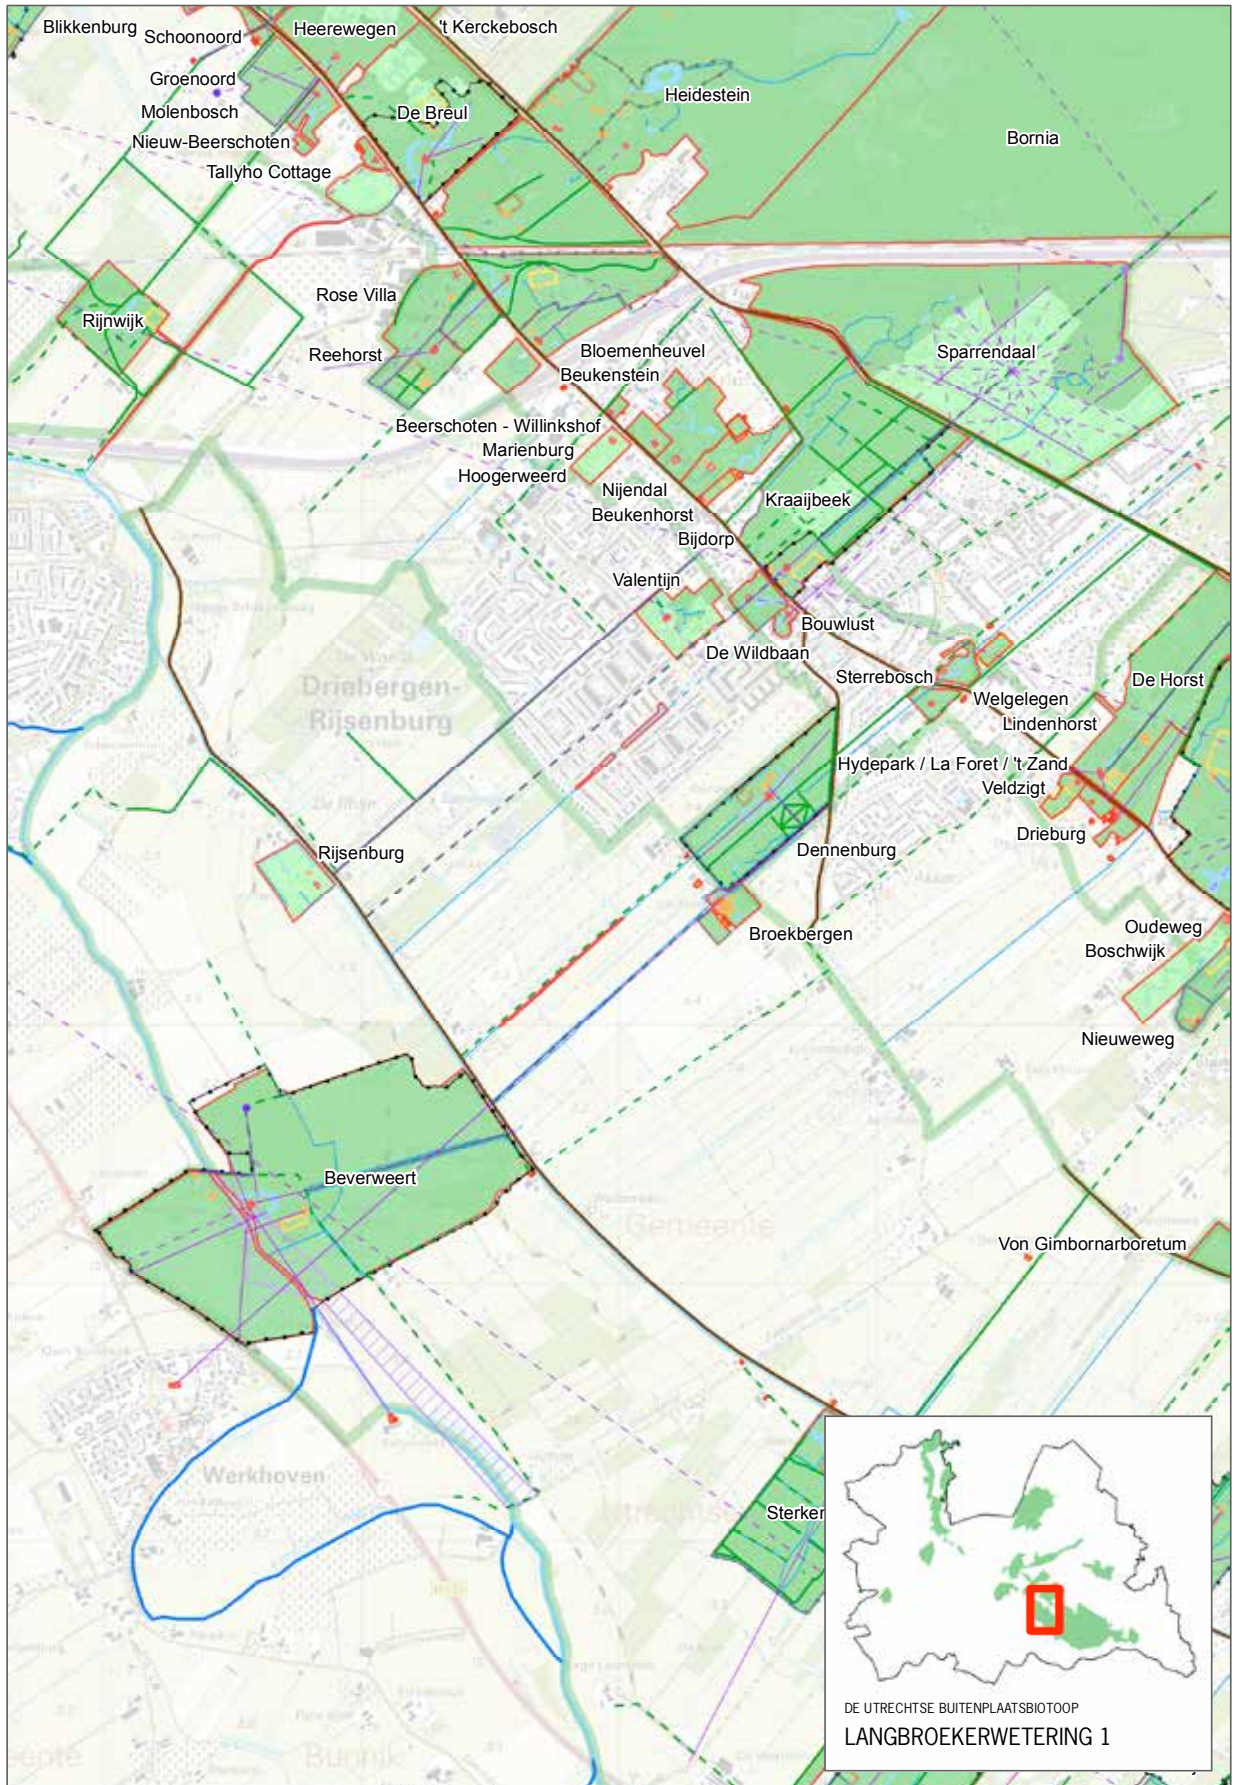 Blikkenburg
Schoonoord
Heerewegen
't Kerckebosch
Groenoord
Heidestein
Molenbosch
De Breul
Nieuw-Beerschoten
Bornia
Tallyho Cottage
Rose Villa
Rijnwijk
Reehorst
Bloemenheuvel
Sparrendaal
Beukenstein
Beerschoten - Willinkshof
Marienburg
Hoogerweerd
Nijendal
Kraaijbeek
Beukenhorst
Bijdorp
Valentijn
Bouwlust
De Wildbaan
Sterrebosch
De Horst
Driebergen-
Rijsenburg
Welgelegen
Lindenhorst
Hydepark / La Foret / 't Zand
Veldzigt
Drieburg
Rijsenburg
Dennenburg
Broekbergen
Oudeweg
Boschwijk
Nieuweweg
Beverweert
Gemeente
Von Gimbornarboretum
Werkhoven
Sterker
Bunnik
DE UTRECHTSE BUITENPLAATSBIOTOOP
LANGBROEKERWETERING 1